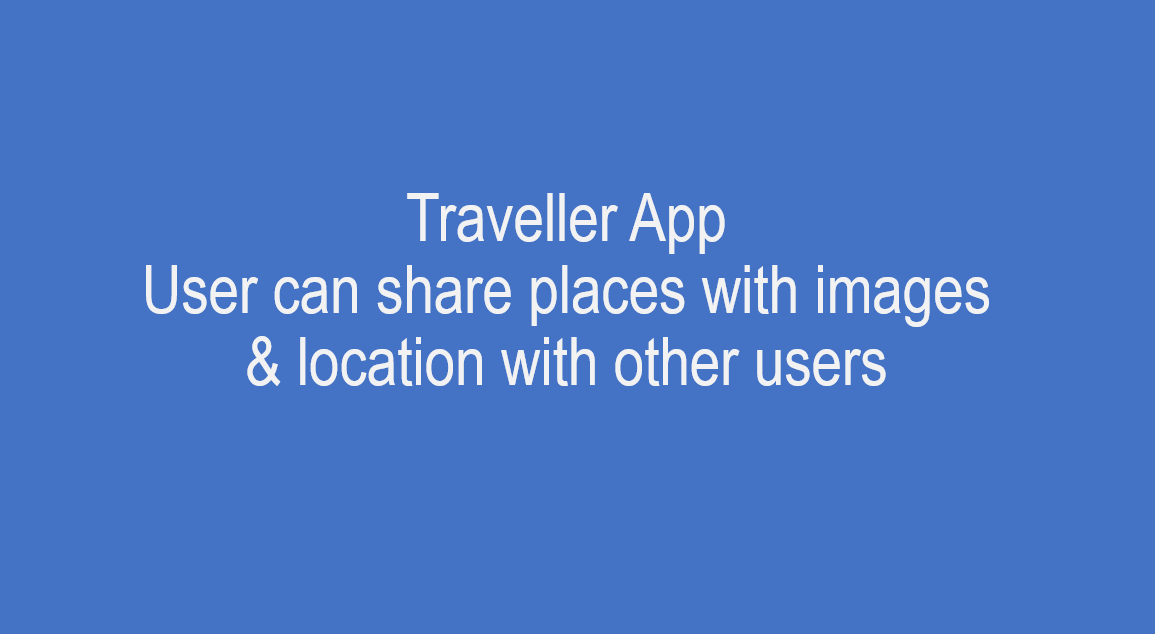 Traveller App
User can share places with images
& location with other users